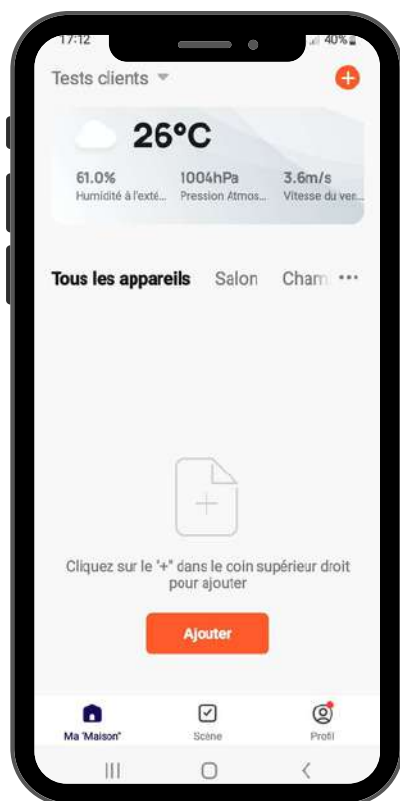 17:12 40%
Tests clients
26°C
61.0% 1004hPa 3.6m/s
Humidité à l'exté... Pression Atmos... Vitesse du ver...
Tous les appareils Salon Cham
Cliquez sur le "+" dans le coin supérieur droit
pour ajouter
Ajouter
Ma "Maison" Scène Profil